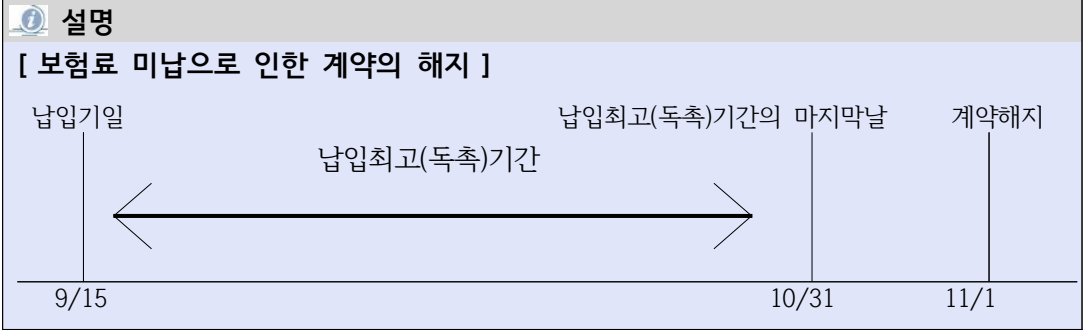 설명
[ 보험료 미납으로 인한 계약의 해지 ]
납입기일 납입최고(독촉)기간의 마지막날 계약해지
납입최고(독촉)기간
9/15 10/31 11/1